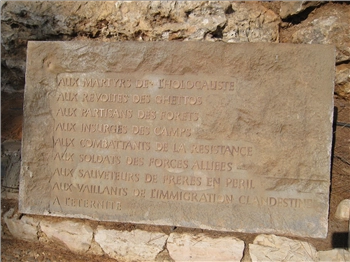 AUX MARTYRS DE L'HOLOCAUSTE
AUX REVOLTES DES GHETTOS
AUX PARTISANS DES FORETS
AUX INSURGES DES CAMPS
AUX COMBATTANTS DE LA RESISTANCE
AUX SOLDATS DES FORCES ALLIEES
AUX SAUVETEURS DE FRERES EN PERIL
AUX VAILLANTS DE L'IMMIGRATION CLANDESTINE
A L'ETERNITE